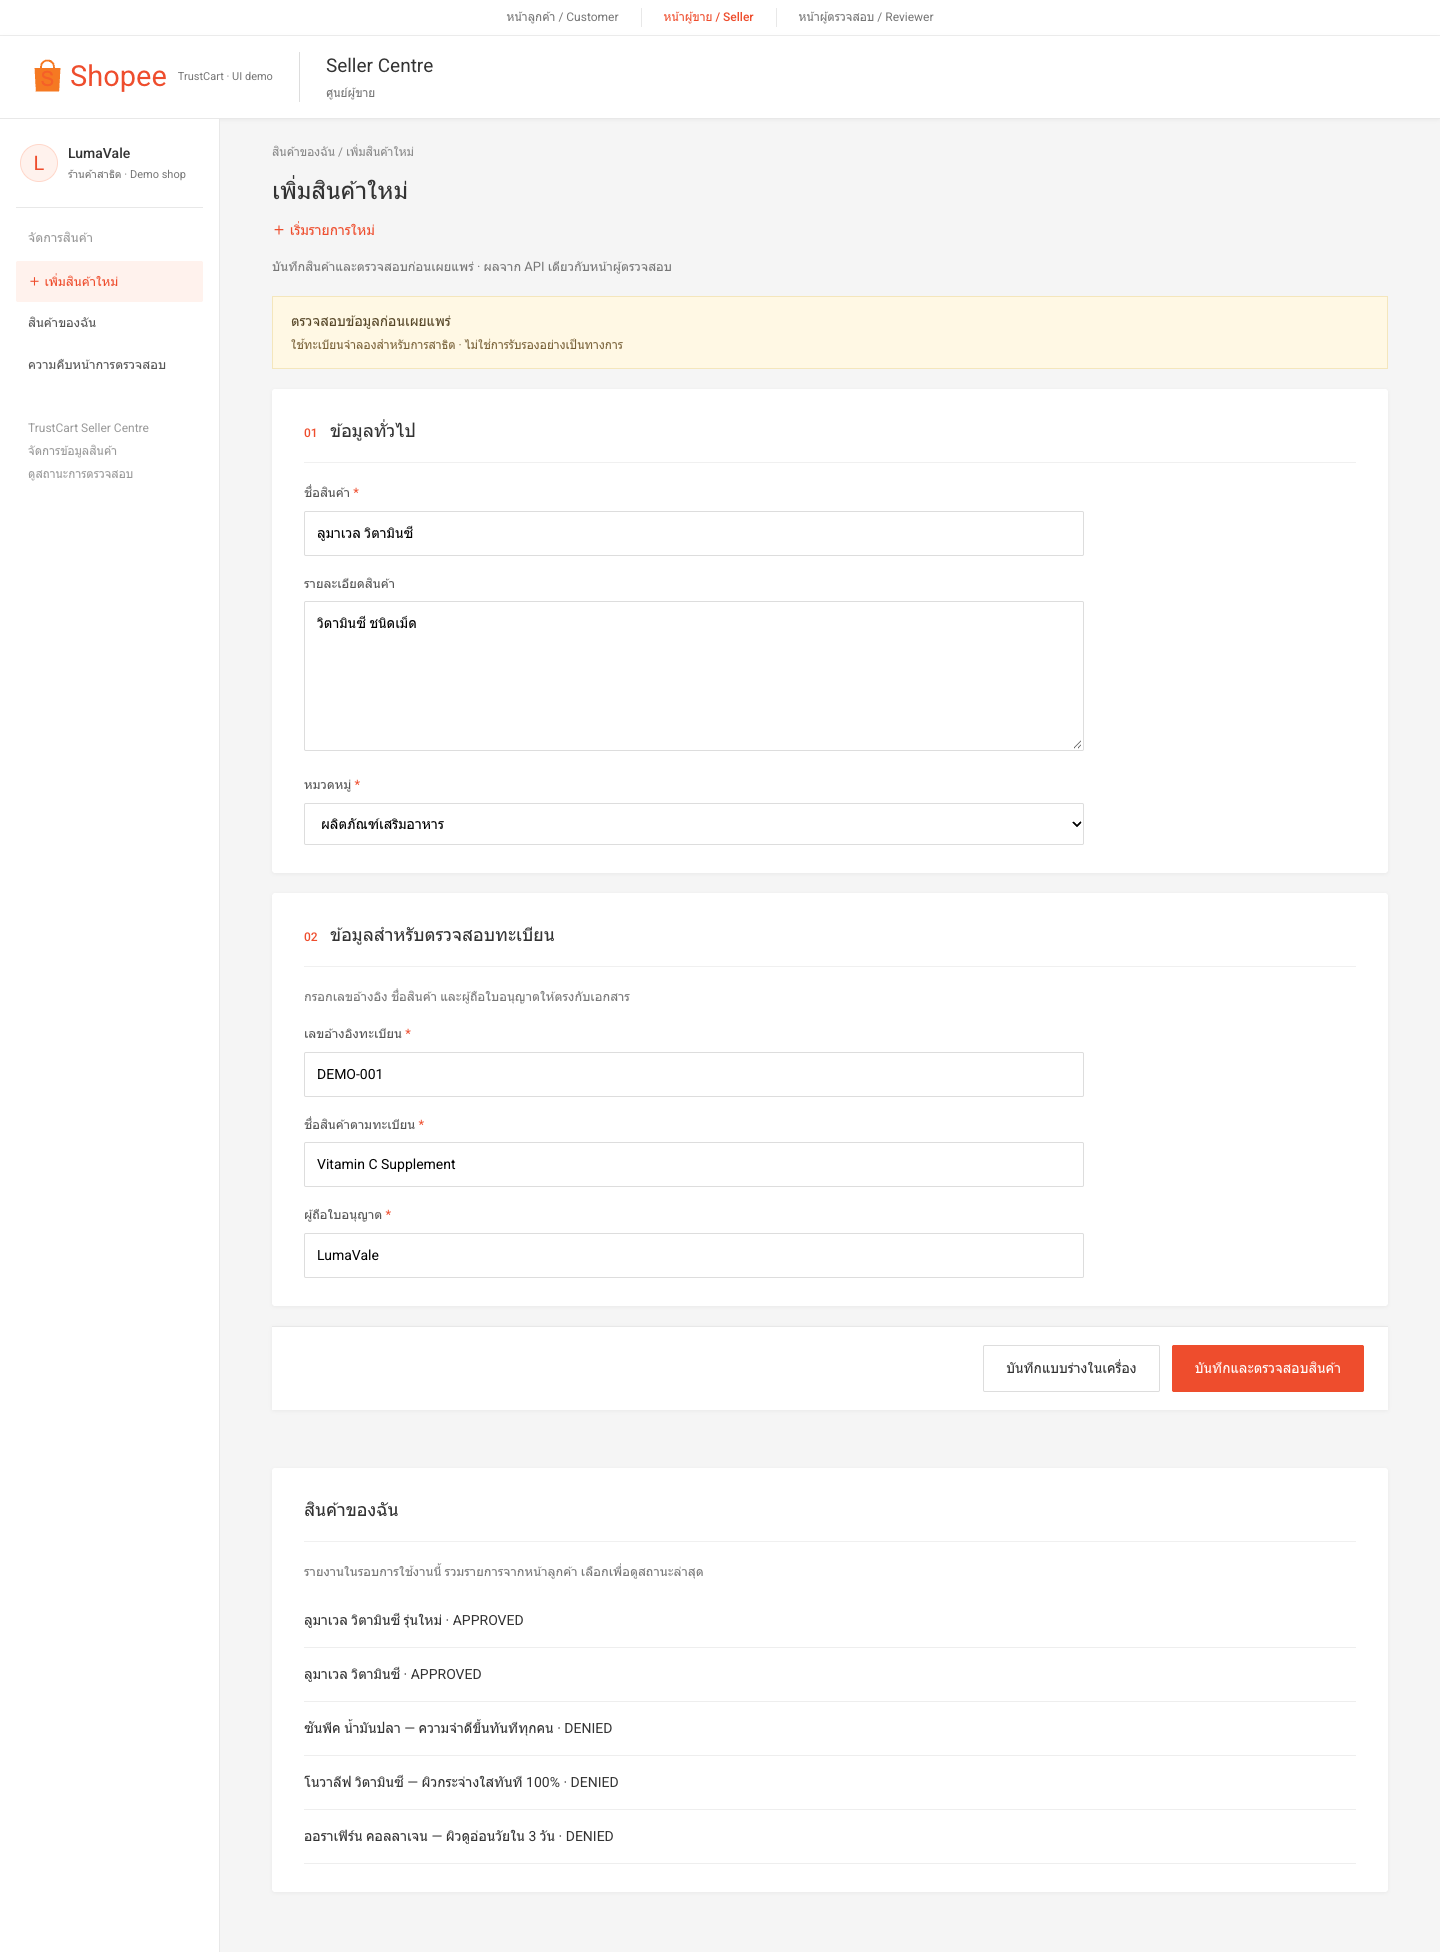 หน้าลูกค้า / Customer
หน้าผู้ขาย / Seller
หน้าผู้ตรวจสอบ / Reviewer
Shopee
TrustCart · UI demo
Seller Centre
ศูนย์ผู้ขาย
L
LumaVale
ร้านค้าสาธิต · Demo shop
จัดการสินค้า
+ เพิ่มสินค้าใหม่
สินค้าของฉัน
ความคืบหน้าการตรวจสอบ
TrustCart Seller Centre
จัดการข้อมูลสินค้า
ดูสถานะการตรวจสอบ
สินค้าของฉัน / เพิ่มสินค้าใหม่
เพิ่มสินค้าใหม่
+ เริ่มรายการใหม่
บันทึกสินค้าและตรวจสอบก่อนเผยแพร่ · ผลจาก API เดียวกับหน้าผู้ตรวจสอบ
ตรวจสอบข้อมูลก่อนเผยแพร่
ใช้ทะเบียนจำลองสำหรับการสาธิต · ไม่ใช่การรับรองอย่างเป็นทางการ
01 ข้อมูลทั่วไป
ชื่อสินค้า *
ลูมาเวล วิตามินซี
รายละเอียดสินค้า
วิตามินซี ชนิดเม็ด
หมวดหมู่ *
ผลิตภัณฑ์เสริมอาหาร
02 ข้อมูลสำหรับตรวจสอบทะเบียน
กรอกเลขอ้างอิง ชื่อสินค้า และผู้ถือใบอนุญาตให้ตรงกับเอกสาร
เลขอ้างอิงทะเบียน *
DEMO-001
ชื่อสินค้าตามทะเบียน *
Vitamin C Supplement
ผู้ถือใบอนุญาต *
LumaVale
บันทึกแบบร่างในเครื่อง
บันทึกและตรวจสอบสินค้า
สินค้าของฉัน
รายงานในรอบการใช้งานนี้ รวมรายการจากหน้าลูกค้า เลือกเพื่อดูสถานะล่าสุด
ลูมาเวล วิตามินซี รุ่นใหม่ · APPROVED
ลูมาเวล วิตามินซี · APPROVED
ซันพีค น้ำมันปลา — ความจำดีขึ้นทันทีทุกคน · DENIED
โนวาลีฟ วิตามินซี — ผิวกระจ่างใสทันที 100% · DENIED
ออราเฟิร์น คอลลาเจน — ผิวดูอ่อนวัยใน 3 วัน · DENIED